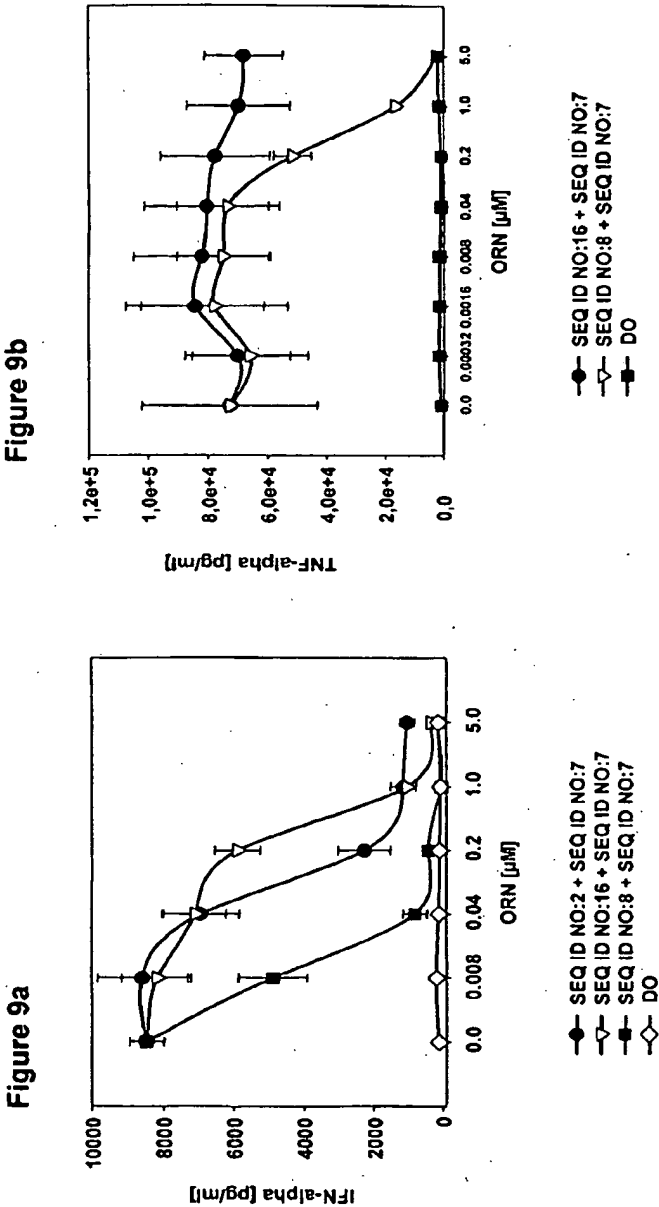 Figure 9a
IFN-alpha [pg/ml]
10000
8000
6000
4000
2000
0
0.0 0.008 0.04 0.2 1.0 5.0
ORN [µM]
SEQ ID NO:2 + SEQ ID NO:7
SEQ ID NO:16 + SEQ ID NO:7
SEQ ID NO:8 + SEQ ID NO:7
DO
Figure 9b
TNF-alpha [pg/ml]
1,2e+5
1,0e+5
8,0e+4
6,0e+4
4,0e+4
2,0e+4
0,0
0.0 0.00032 0.0016 0.008 0.04 0.2 1.0 5.0
ORN [µM]
SEQ ID NO:16 + SEQ ID NO:7
SEQ ID NO:8 + SEQ ID NO:7
DO